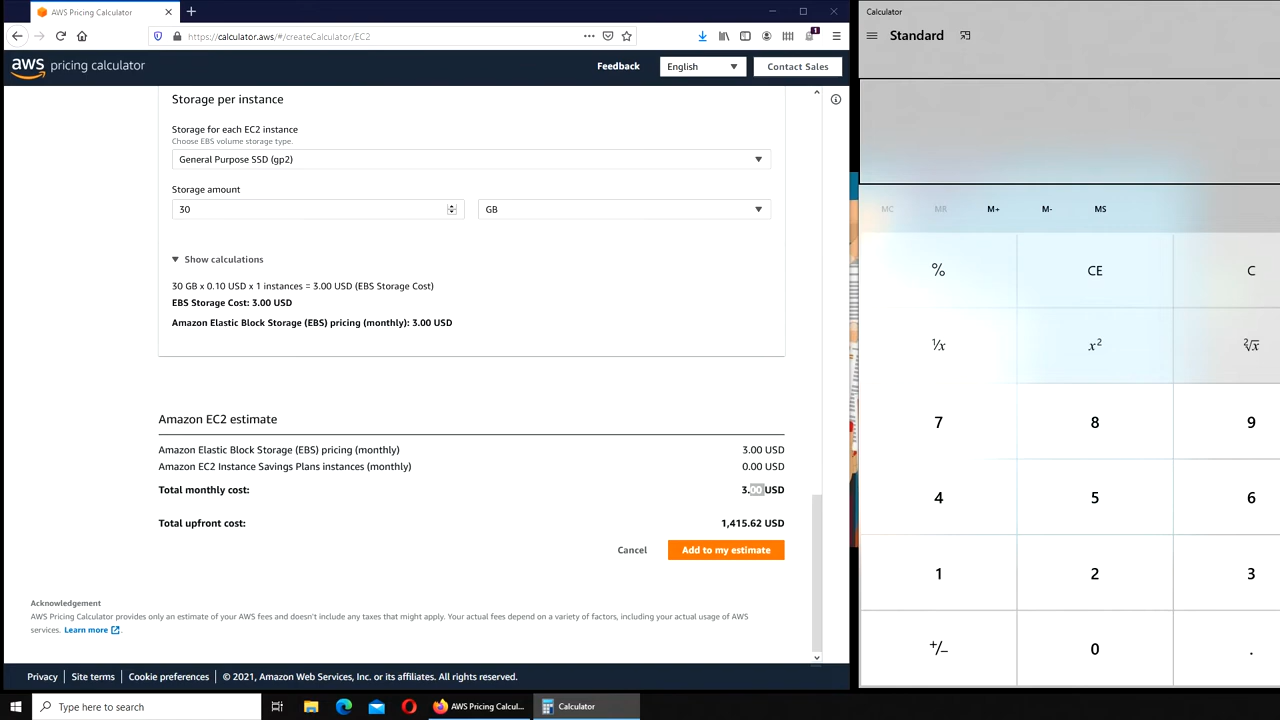 AWS Pricing Calculator
https://calculator.aws/#/createCalculator/EC2
1
aws pricing calculator
Feedback
English
Contact Sales
Storage per instance
Storage for each EC2 instance
Choose EBS volume storage type.
General Purpose SSD (gp2)
Storage amount
30
GB
Show calculations
30 GB x 0.10 USD x 1 instances = 3.00 USD (EBS Storage Cost)
EBS Storage Cost: 3.00 USD
Amazon Elastic Block Storage (EBS) pricing (monthly): 3.00 USD
Amazon EC2 estimate
Amazon Elastic Block Storage (EBS) pricing (monthly) 3.00 USD
Amazon EC2 Instance Savings Plans instances (monthly) 0.00 USD
Total monthly cost: 3.00 USD
Total upfront cost: 1,415.62 USD
Cancel
Add to my estimate
Acknowledgement
AWS Pricing Calculator provides only an estimate of your AWS fees and doesn't include any taxes that might apply. Your actual fees depend on a variety of factors, including your actual usage of AWS
services. Learn more
Privacy | Site terms | Cookie preferences | © 2021, Amazon Web Services, Inc. or its affiliates. All rights reserved.
Calculator
Standard
MC MR M+ M- MS
% CE C
1/x x² ²√x
7 8 9
4 5 6
1 2 3
+/− 0 .
Type here to search
AWS Pricing Calcul...
Calculator